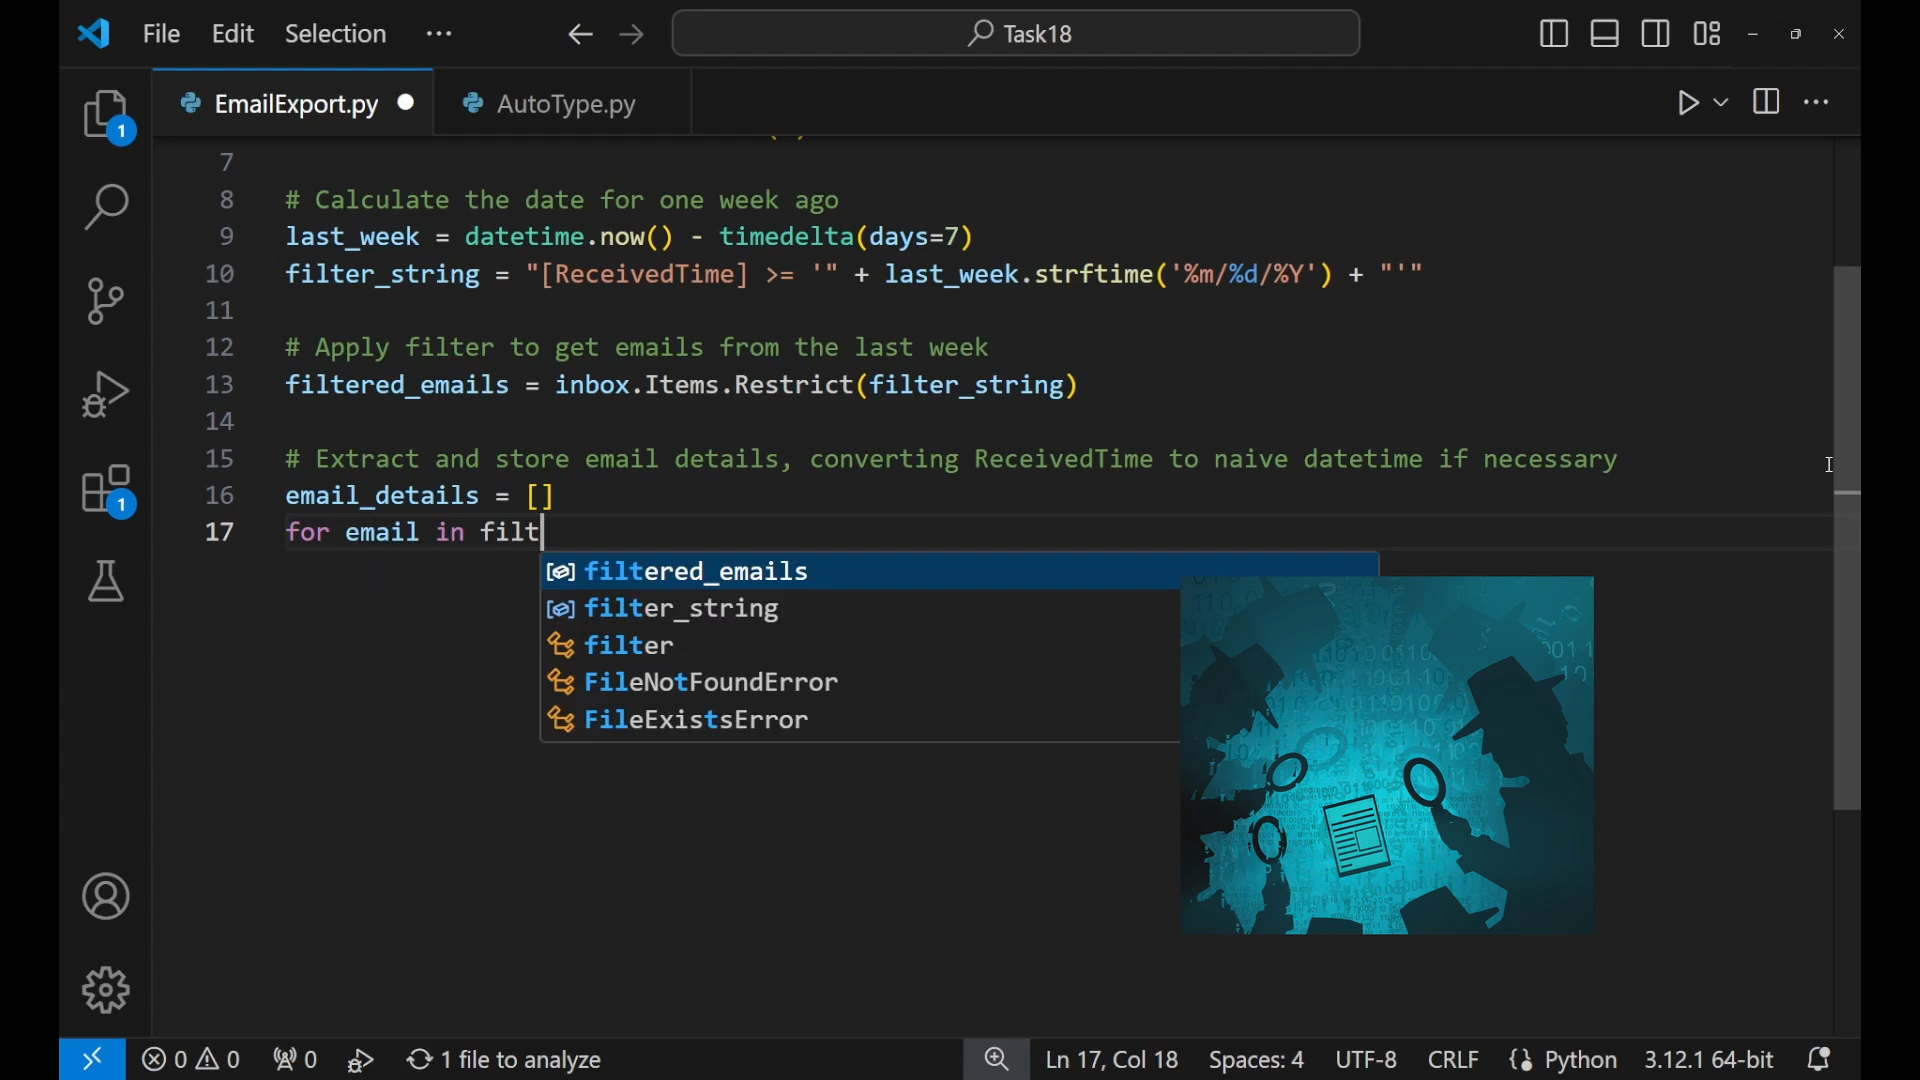 File Edit Selection ··· Task18
EmailExport.py AutoType.py
7
8 # Calculate the date for one week ago
9 last_week = datetime.now() - timedelta(days=7)
10 filter_string = "[ReceivedTime] >= '" + last_week.strftime('%m/%d/%Y') + "'"
11
12 # Apply filter to get emails from the last week
13 filtered_emails = inbox.Items.Restrict(filter_string)
14
15 # Extract and store email details, converting ReceivedTime to naive datetime if necessary
16 email_details = []
17 for email in filt
filtered_emails
filter_string
filter
FileNotFoundError
FileExistsError
1
1
0 0 0 1 file to analyze Ln 17, Col 18 Spaces: 4 UTF-8 CRLF Python 3.12.1 64-bit